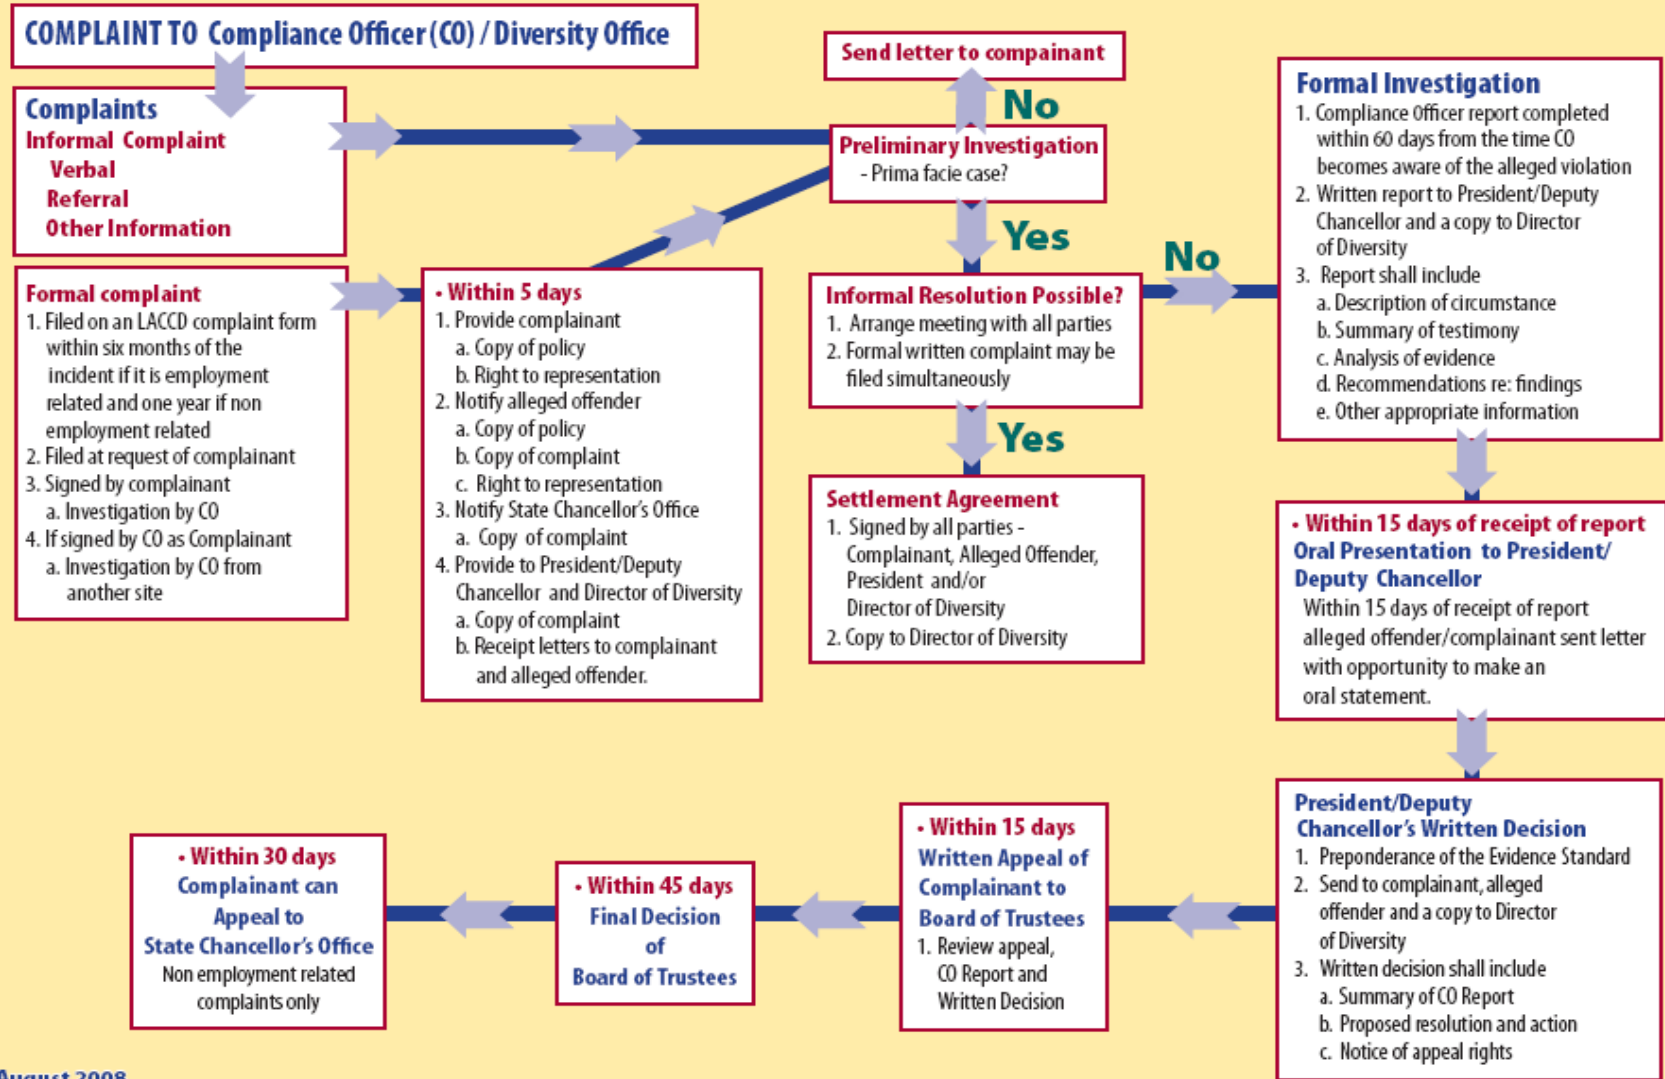 COMPLAINT TO Compliance Officer (CO) / Diversity Office
Complaints
Informal Complaint
Verbal
Referral
Other Information
Formal complaint
1. Filed on an LACCD complaint form
within six months of the
incident if it is employment
related and one year if non
employment related
2. Filed at request of complainant
3. Signed by complainant
a. Investigation by CO
4. If signed by CO as Complainant
a. Investigation by CO from
another site
• Within 5 days
1. Provide complainant
a. Copy of policy
b. Right to representation
2. Notify alleged offender
a. Copy of policy
b. Copy of complaint
c. Right to representation
3. Notify State Chancellor's Office
a. Copy of complaint
4. Provide to President/Deputy
Chancellor and Director of Diversity
a. Copy of complaint
b. Receipt letters to complainant
and alleged offender.
Send letter to compainant
No
Preliminary Investigation
- Prima facie case?
Yes
Informal Resolution Possible?
1. Arrange meeting with all parties
2. Formal written complaint may be
filed simultaneously
No
Yes
Settlement Agreement
1. Signed by all parties -
Complainant, Alleged Offender,
President and/or
Director of Diversity
2. Copy to Director of Diversity
Formal Investigation
1. Compliance Officer report completed
within 60 days from the time CO
becomes aware of the alleged violation
2. Written report to President/Deputy
Chancellor and a copy to Director
of Diversity
3. Report shall include
a. Description of circumstance
b. Summary of testimony
c. Analysis of evidence
d. Recommendations re: findings
e. Other appropriate information
• Within 15 days of receipt of report
Oral Presentation to President/
Deputy Chancellor
Within 15 days of receipt of report
alleged offender/complainant sent letter
with opportunity to make an
oral statement.
President/Deputy
Chancellor's Written Decision
1. Preponderance of the Evidence Standard
2. Send to complainant, alleged
offender and a copy to Director
of Diversity
3. Written decision shall include
a. Summary of CO Report
b. Proposed resolution and action
c. Notice of appeal rights
• Within 15 days
Written Appeal of
Complainant to
Board of Trustees
1. Review appeal,
CO Report and
Written Decision
• Within 45 days
Final Decision
of
Board of Trustees
• Within 30 days
Complainant can
Appeal to
State Chancellor's Office
Non employment related
complaints only
August 2008